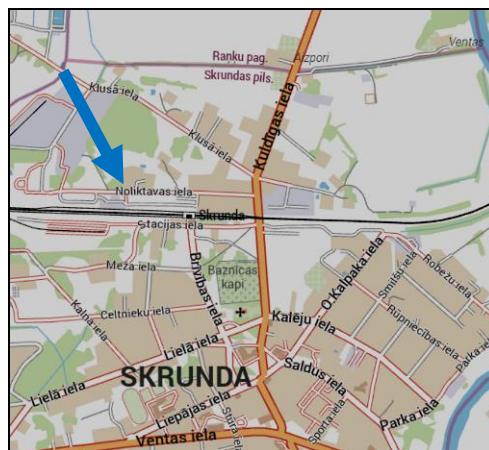 Ranku pag.
Skrundas pils.
Aizpori
Ventas
Klusā iela
Klusā iela
Kuldīgas iela
Noliktavas iela
Skrunda
Stacijas iela
Meža iela
Brīvības iela
Baznīcas
kapi
O.Kalpaka iela
Smilšu iela
Robežu iela
Celtnieku iela
Kalna iela
Kalēju iela
Rūpniecības iela
Lielā iela
Lielā iela
SKRUNDA
Saldus iela
Parka iela
Liepājas iela
Stūra iela
Sporta iela
Parka iela
Ventas iela